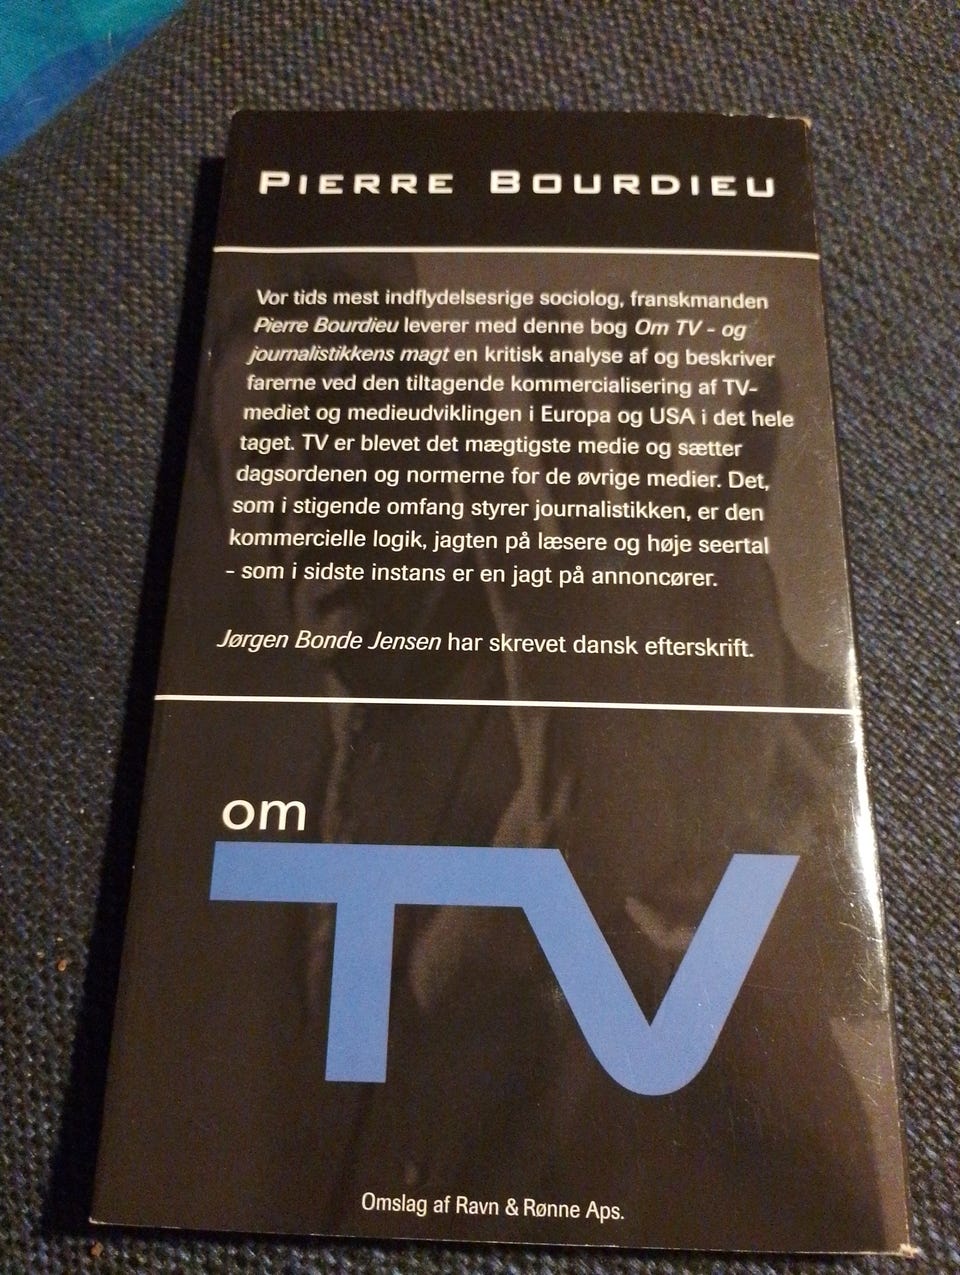 PIERRE BOURDIEU
Vor tids mest indflydelsesrige sociolog, franskmanden
Pierre Bourdieu leverer med denne bog Om TV - og
journalistikkens magt en kritisk analyse af og beskriver
farerne ved den tiltagende kommercialisering af TV-
mediet og medieudviklingen i Europa og USA i det hele
taget. TV er blevet det mægtigste medie og sætter
dagsordenen og normerne for de øvrige medier. Det,
som i stigende omfang styrer journalistikken, er den
kommercielle logik, jagten på læsere og høje seertal
- som i sidste instans er en jagt på annoncører.
Jørgen Bonde Jensen har skrevet dansk efterskrift.
om
TV
Omslag af Ravn & Rønne Aps.